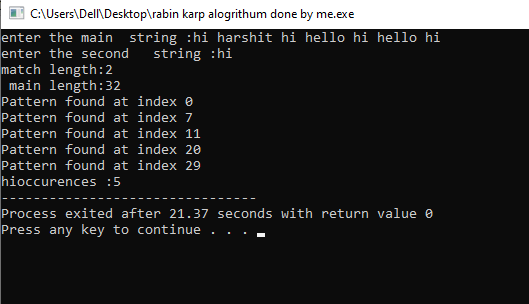 C:\Users\Dell\Desktop\rabin karp alogrithum done by me.exe
enter the main  string :hi harshit hi hello hi hello hi
enter the second   string :hi
match length:2
 main length:32
Pattern found at index 0
Pattern found at index 7
Pattern found at index 11
Pattern found at index 20
Pattern found at index 29
hioccurences :5
--------------------------------
Process exited after 21.37 seconds with return value 0
Press any key to continue . . .